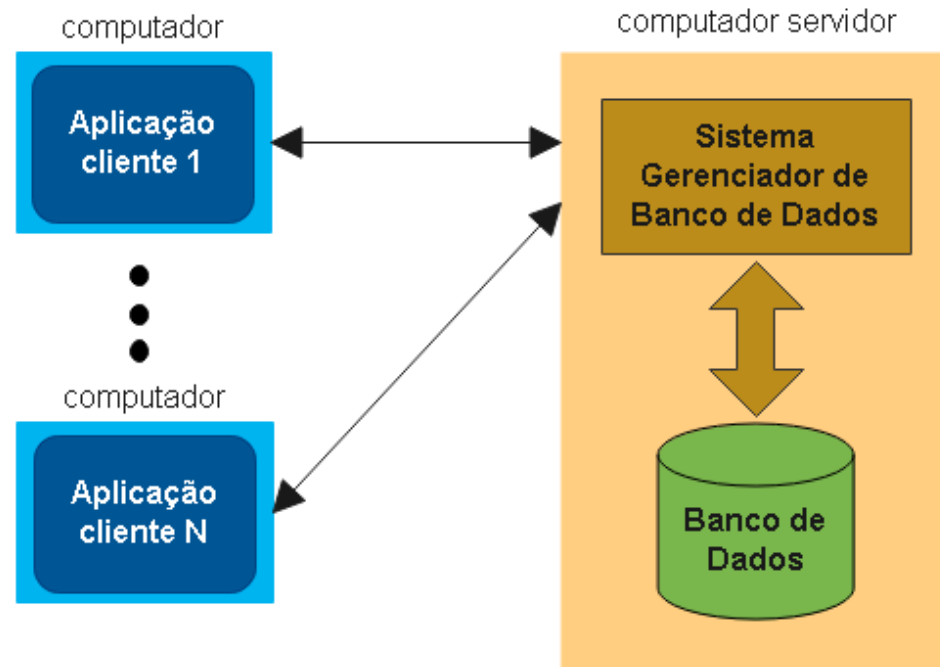 computador
computador servidor
Aplicação
cliente 1
Sistema
Gerenciador de
Banco de Dados
computador
Aplicação
cliente N
Banco de
Dados